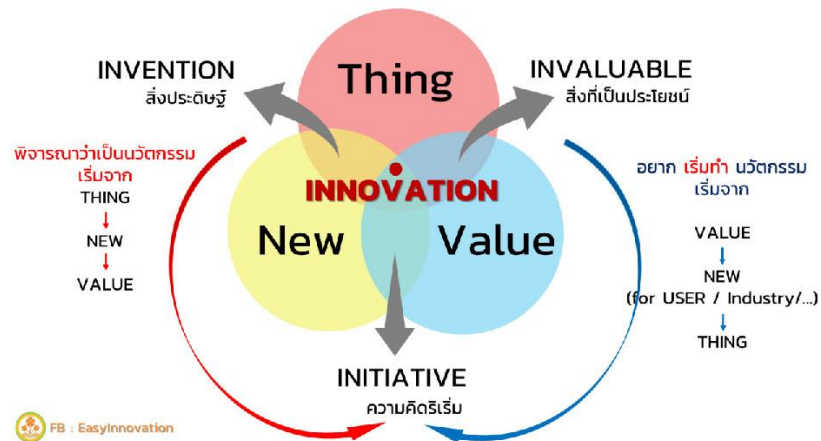 INVENTION
สิ่งประดิษฐ์
Thing
INVALUABLE
สิ่งที่เป็นประโยชน์
พิจารณาว่าเป็นนวัตกรรม
เริ่มจาก
THING
NEW
VALUE
INNOVATION
New
Value
อยาก เริ่มทำ นวัตกรรม
เริ่มจาก
VALUE
NEW
(for USER / Industry/...)
THING
INITIATIVE
ความคิดริเริ่ม
FB : EasyInnovation